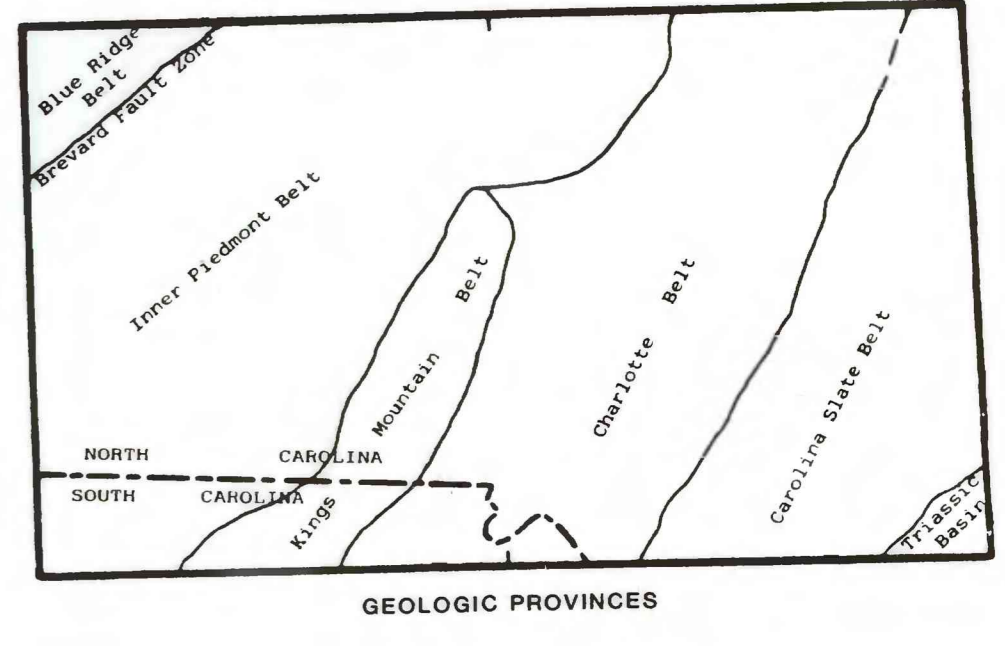 Blue Ridge
Belt
Brevard Fault Zone
Inner Piedmont Belt
Kings Mountain Belt
Charlotte Belt
Carolina Slate Belt
Triassic
Basin
NORTH CAROLINA
SOUTH CAROLINA
GEOLOGIC PROVINCES